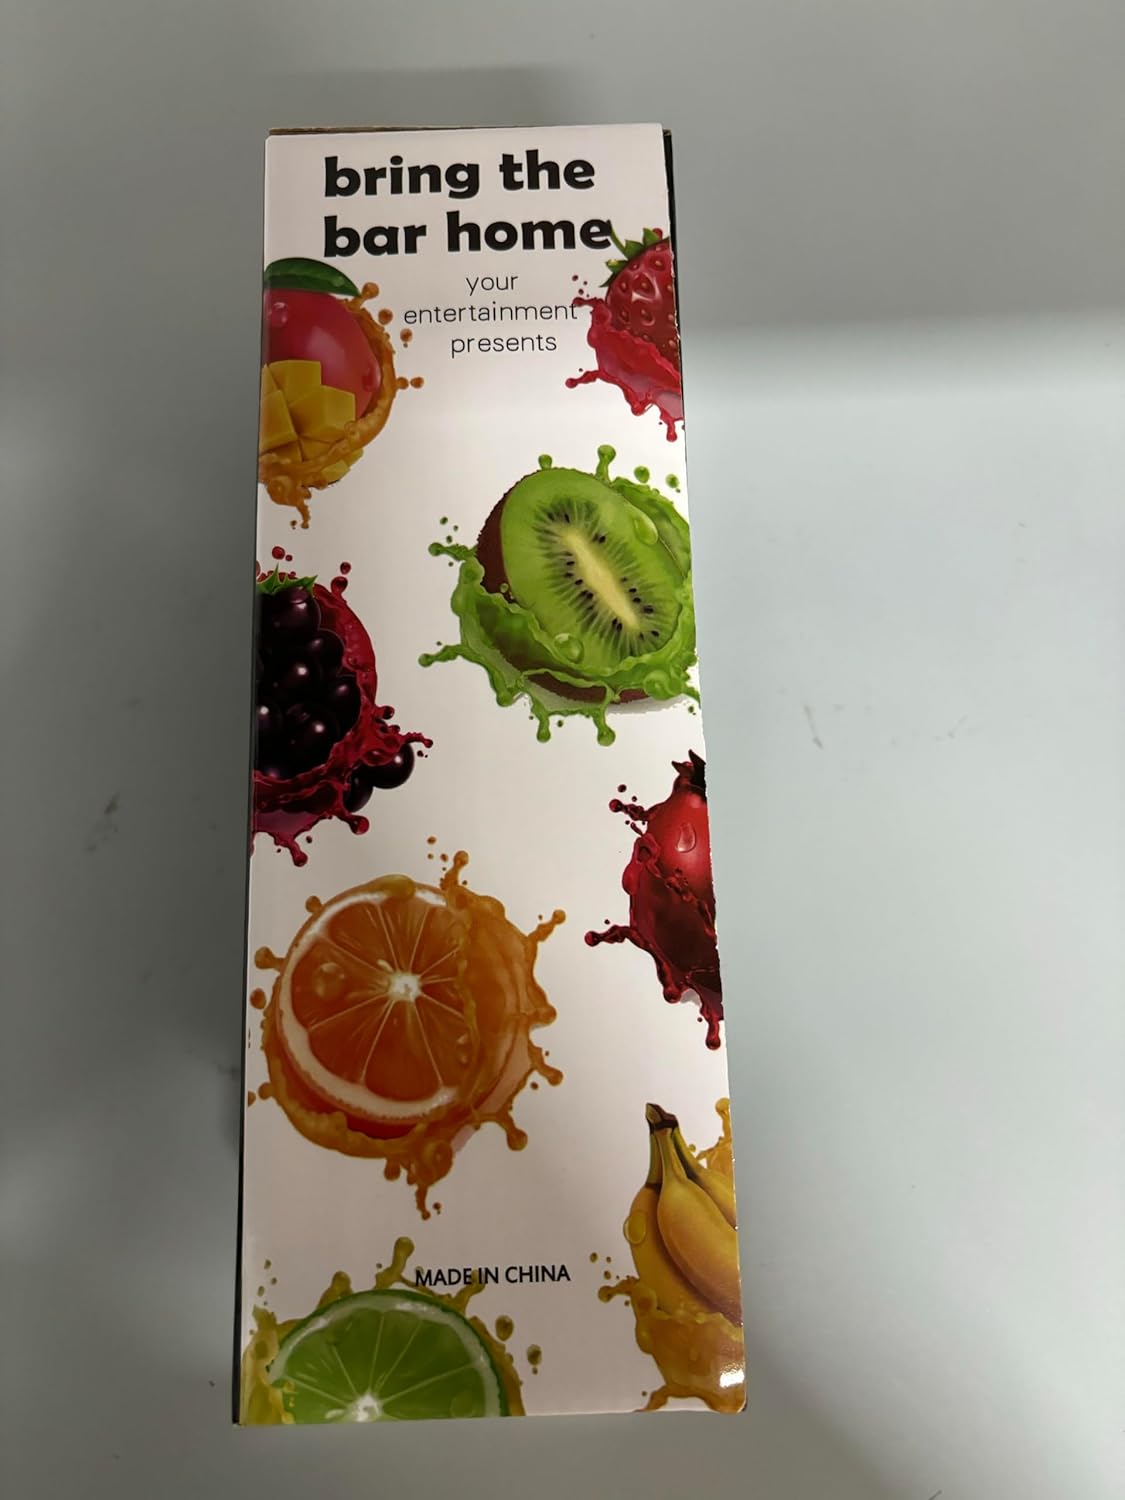 bring the
bar home
your
entertainment
presents
MADE IN CHINA